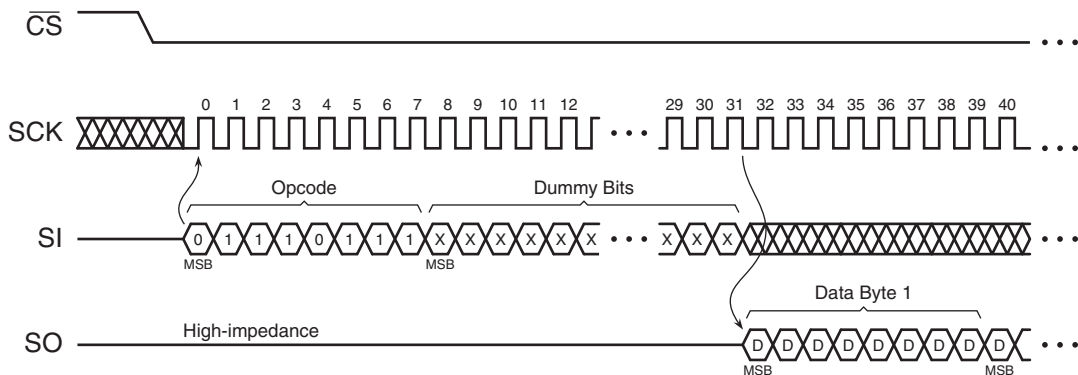 CS
0 1 2 3 4 5 6 7 8 9 10 11 12 29 30 31 32 33 34 35 36 37 38 39 40
SCK
Opcode Dummy Bits
SI 0 1 1 1 0 1 1 1 X X X X X X X X X
MSB MSB
Data Byte 1
High-impedance
SO D D D D D D D D D
MSB MSB